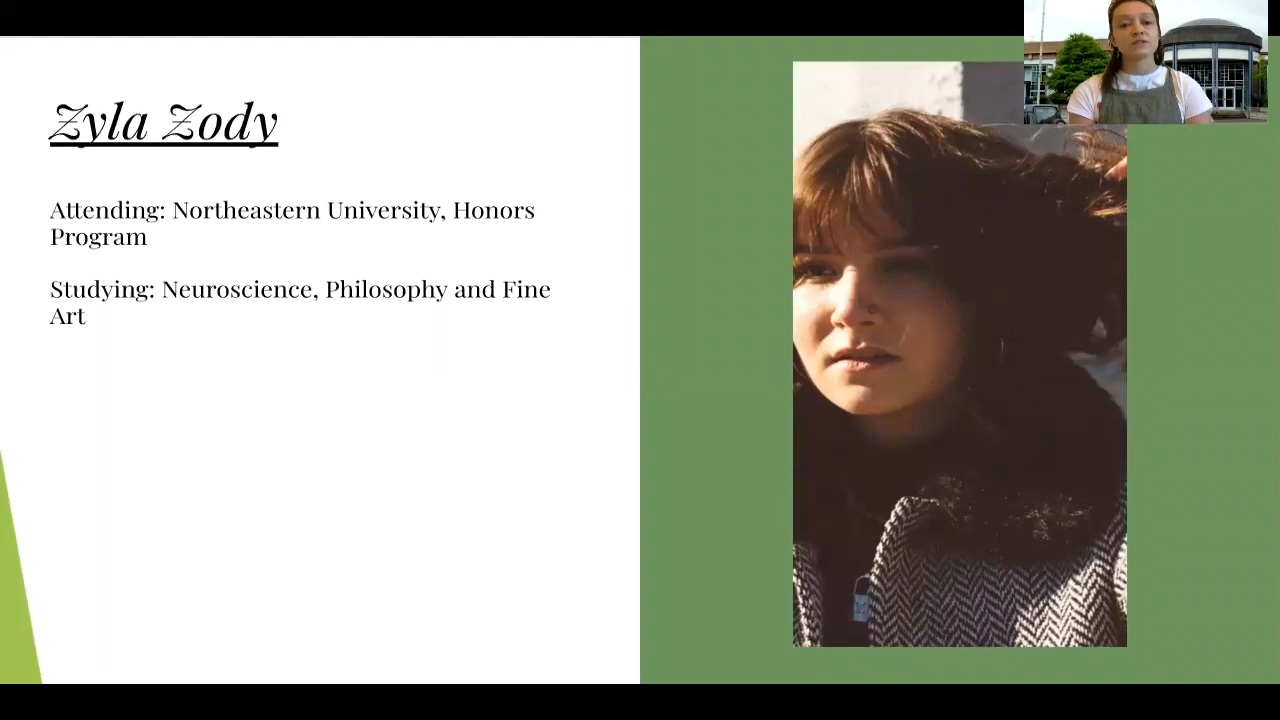 Zyla Zody
Attending: Northeastern University, Honors
Program
Studying: Neuroscience, Philosophy and Fine
Art